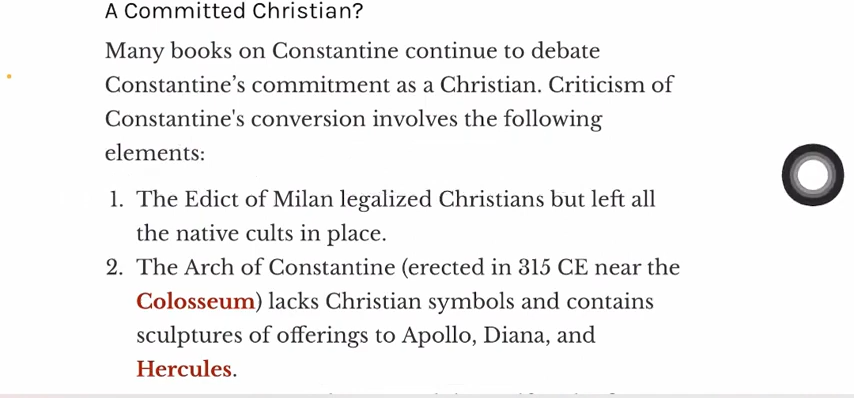 A Committed Christian?
Many books on Constantine continue to debate
Constantine’s commitment as a Christian. Criticism of
Constantine's conversion involves the following
elements:
1. The Edict of Milan legalized Christians but left all
the native cults in place.
2. The Arch of Constantine (erected in 315 CE near the
Colosseum) lacks Christian symbols and contains
sculptures of offerings to Apollo, Diana, and
Hercules.